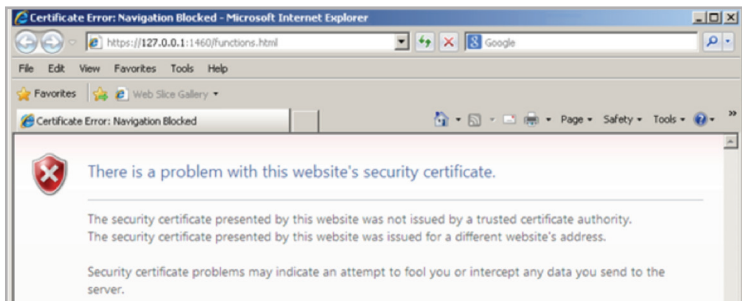 Certificate Error: Navigation Blocked - Microsoft Internet Explorer
https://127.0.0.1:1460/functions.html Google
File Edit View Favorites Tools Help
Favorites Web Slice Gallery
Certificate Error: Navigation Blocked Page Safety Tools
There is a problem with this website's security certificate.
The security certificate presented by this website was not issued by a trusted certificate authority.
The security certificate presented by this website was issued for a different website's address.
Security certificate problems may indicate an attempt to fool you or intercept any data you send to the
server.